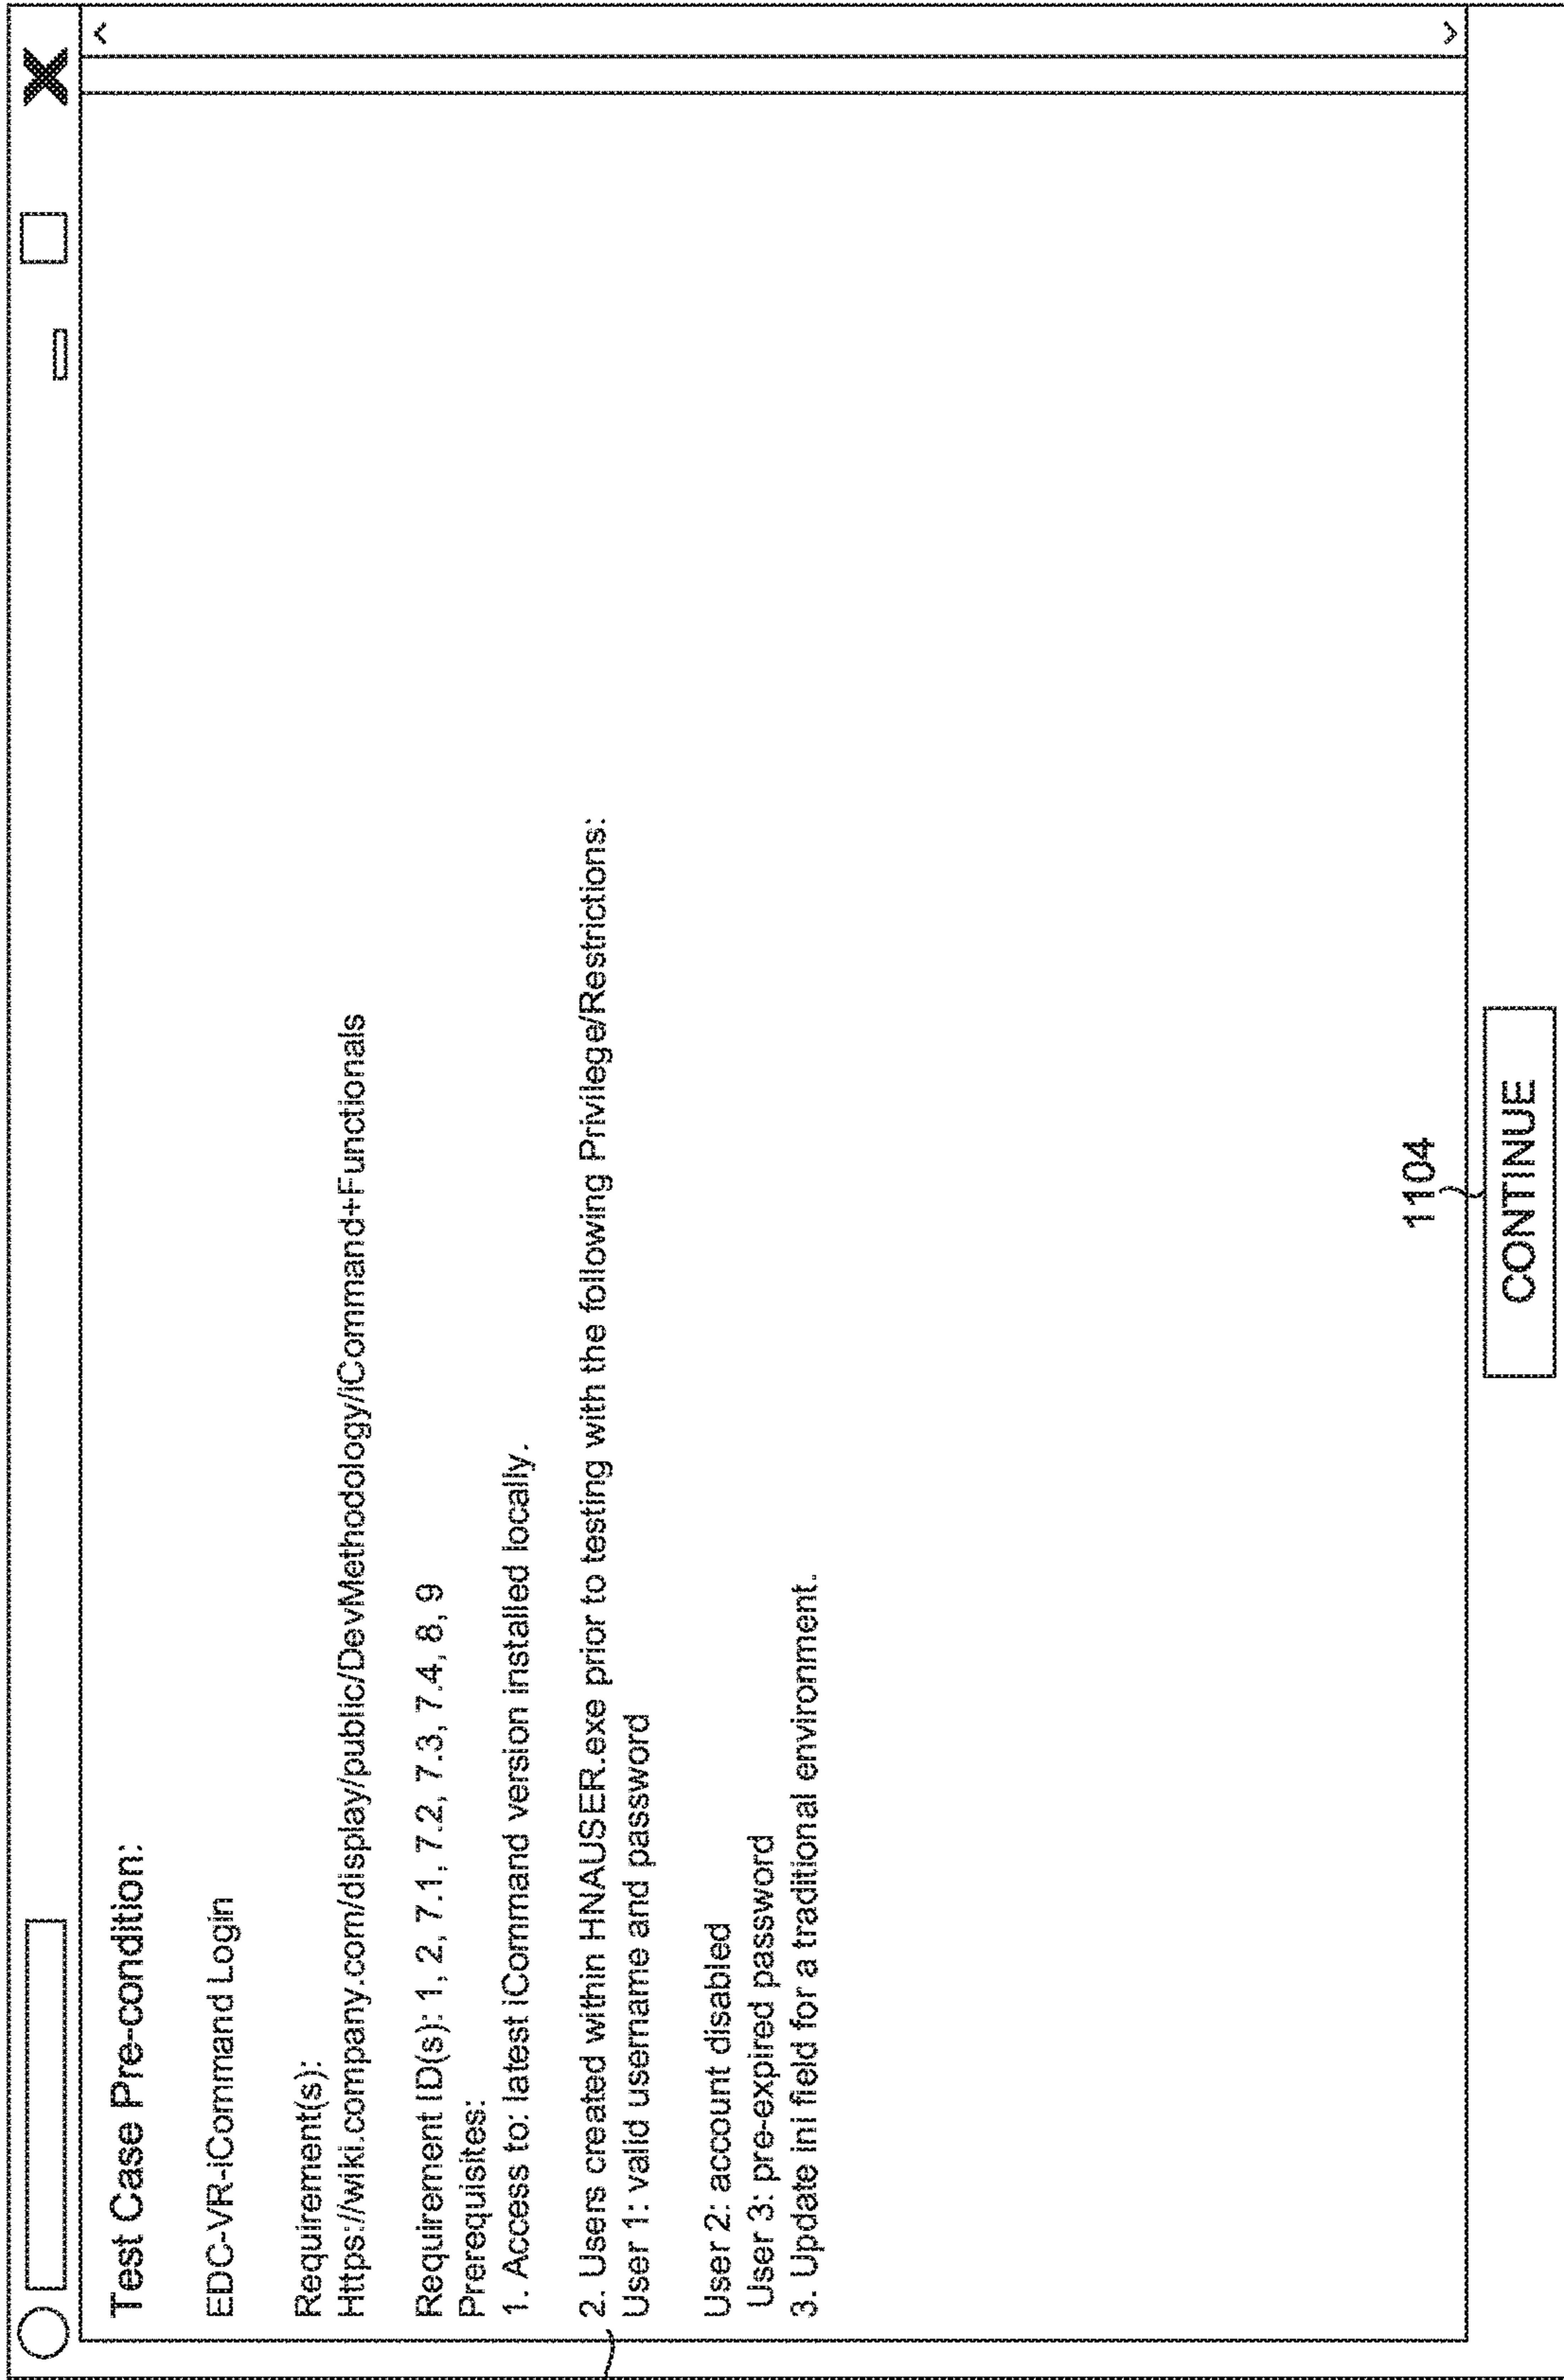 Test Case Pre-condition:
EDC-VR-iCommand Login
Requirement(s):
Https://wiki.company.com/display/public/DevMethodology/iCommand+Functionals
Requirement ID(s): 1, 2, 7.1, 7.2, 7.3, 7.4, 8, 9
Prerequisites:
1. Access to: latest iCommand version installed locally.
2. Users created within HNAUSER.exe prior to testing with the following Privilege/Restrictions:
User 1: valid username and password
User 2: account disabled
User 3: pre-expired password
3. Update ini field for a traditional environment.
1104
CONTINUE